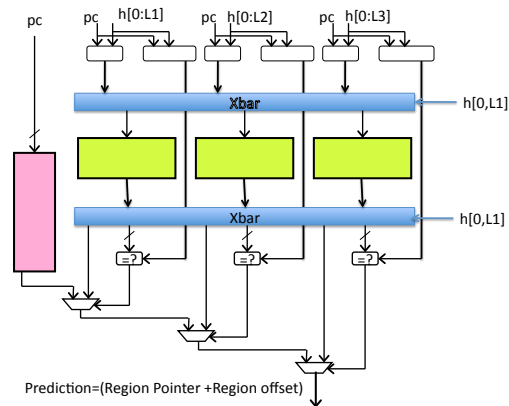 pc h[0:L1] pc h[0:L2] pc h[0:L3]
pc
Xbar h[0,L1]
Xbar h[0,L1]
=? =? =?
Prediction=(Region Pointer +Region offset)